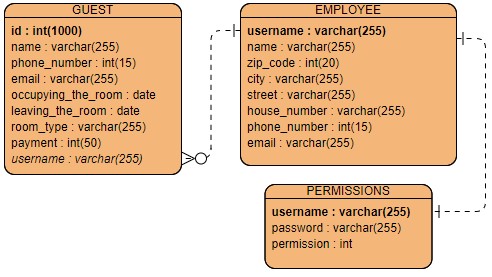 GUEST
id : int(1000)
name : varchar(255)
phone_number : int(15)
email : varchar(255)
occupying_the_room : date
leaving_the_room : date
room_type : varchar(255)
payment : int(50)
username : varchar(255)
EMPLOYEE
username : varchar(255)
name : varchar(255)
zip_code : int(20)
city : varchar(255)
street : varchar(255)
house_number : varchar(255)
phone_number : int(15)
email : varchar(255)
PERMISSIONS
username : varchar(255)
password : varchar(255)
permission : int